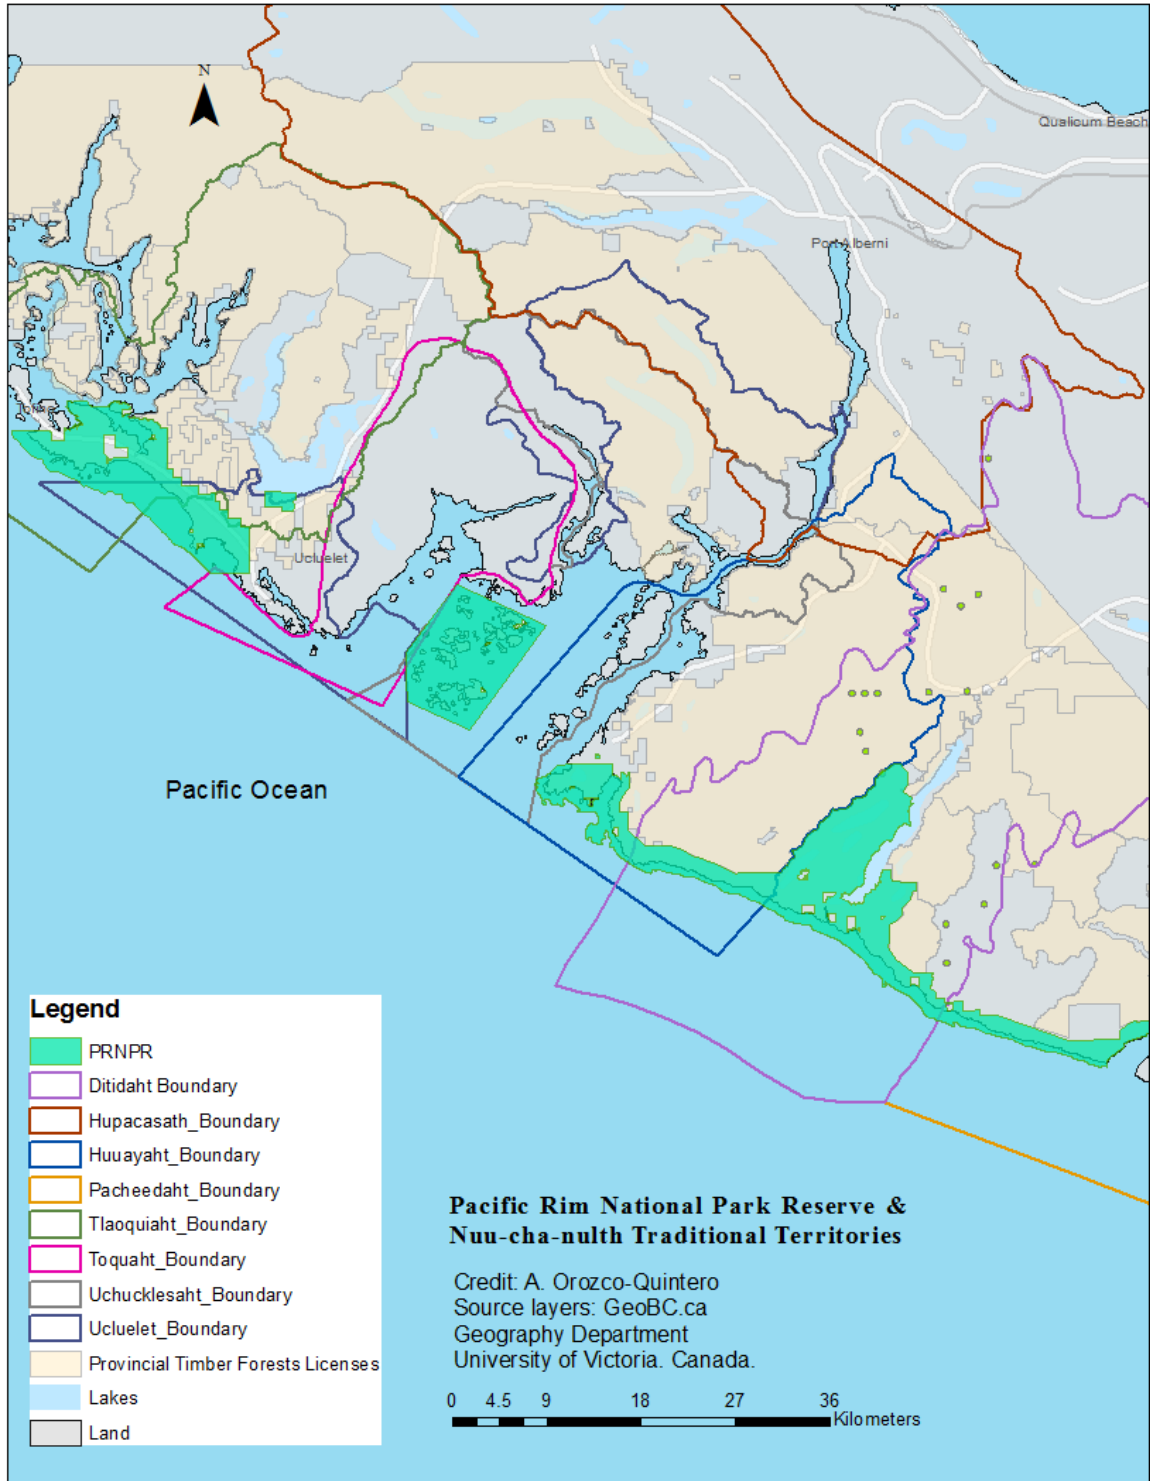 N
Qualicum Beach
Port Alberni
Tofino
Ucluelet
Pacific Ocean
Legend
PRNPR
Ditidaht Boundary
Hupacasath_Boundary
Huuayaht_Boundary
Pacheedaht_Boundary
Tlaoquiaht_Boundary
Toquaht_Boundary
Uchucklesaht_Boundary
Ucluelet_Boundary
Provincial Timber Forests Licenses
Lakes
Land
Pacific Rim National Park Reserve &
Nuu-cha-nulth Traditional Territories
Credit: A. Orozco-Quintero
Source layers: GeoBC.ca
Geography Department
University of Victoria. Canada.
0 4.5 9 18 27 36
Kilometers